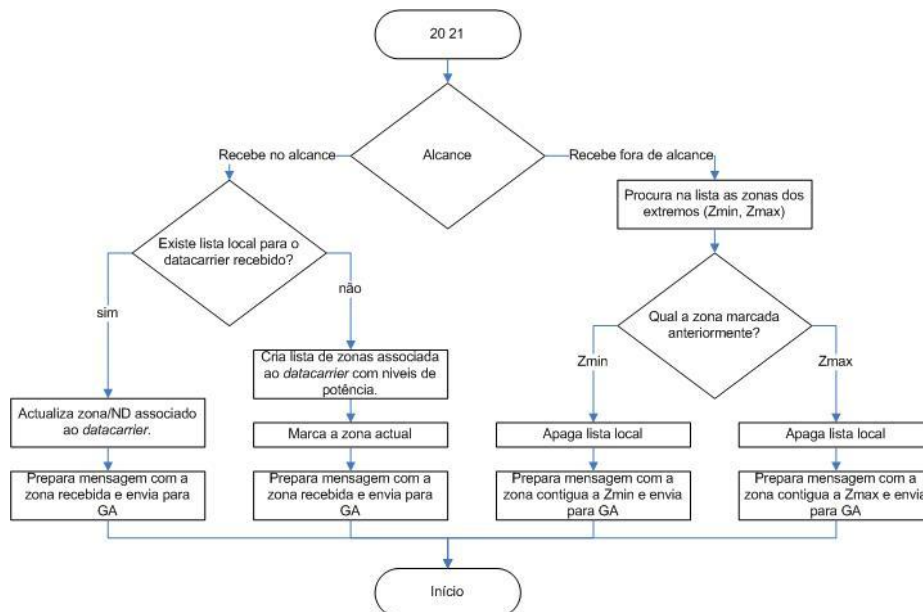 20 21
Alcance
Recebe no alcance
Recebe fora de alcance
Procura na lista as zonas dos
extremos (Zmin, Zmax)
Existe lista local para o
datacarrier recebido?
sim
não
Qual a zona marcada
anteriormente?
Zmin
Zmax
Cria lista de zonas associada
ao datacarrier com niveis de
potência.
Actualiza zona/ND associado
ao datacarrier.
Marca a zona actual
Apaga lista local
Apaga lista local
Prepara mensagem com a
zona recebida e envia para
GA
Prepara mensagem com a
zona recebida e envia para
GA
Prepara mensagem com a
zona contigua a Zmin e envia
para GA
Prepara mensagem com a
zona contigua a Zmax e envia
para GA
Início